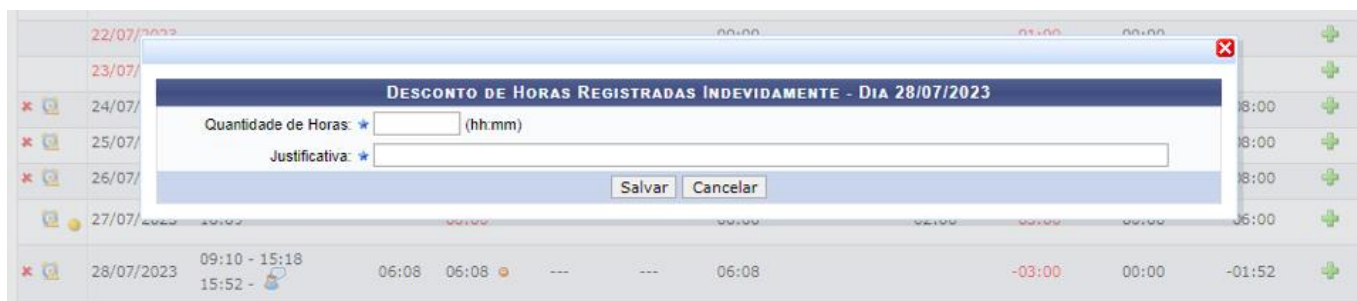 22/07/2023 00:00 01:00 00:00
23/07/
DESCONTO DE HORAS REGISTRADAS INDEVIDAMENTE - DIA 28/07/2023
24/07/
Quantidade de Horas: (hh:mm)
25/07/
Justificativa:
26/07/
Salvar Cancelar
27/07/2023
28/07/2023 09:10 - 15:18 06:08 06:08 --- --- 06:08 -03:00 00:00 -01:52
15:52 -